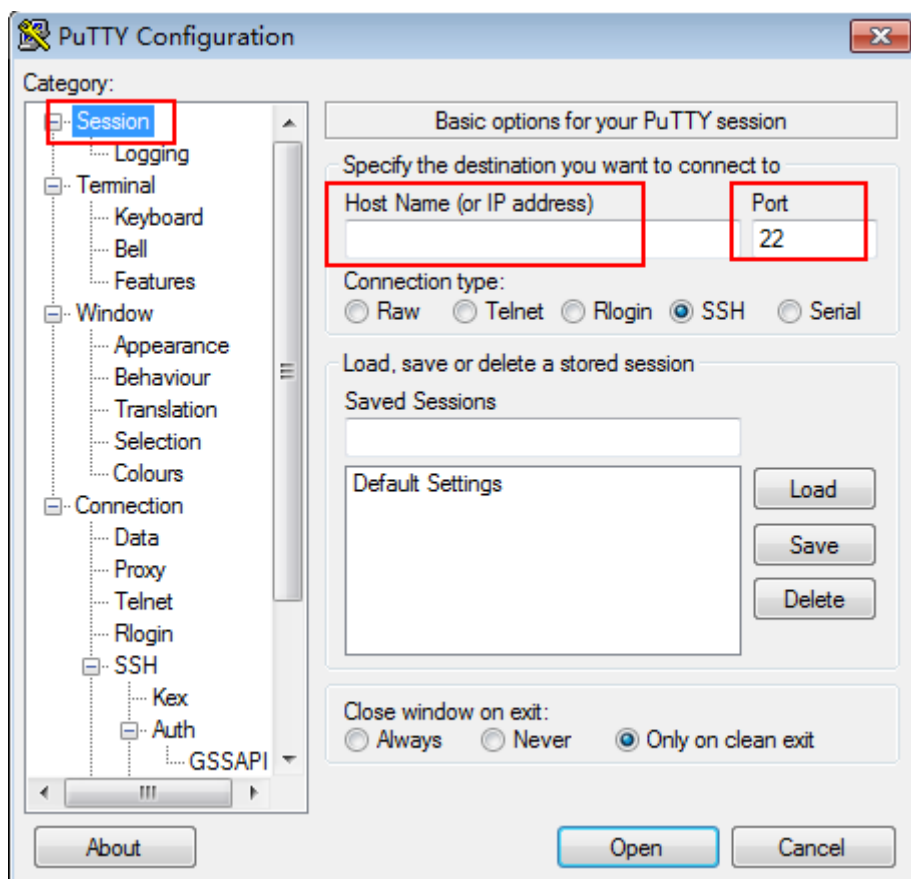 PuTTY Configuration
Category:
Session
Logging
Terminal
Keyboard
Bell
Features
Window
Appearance
Behaviour
Translation
Selection
Colours
Connection
Data
Proxy
Telnet
Rlogin
SSH
Kex
Auth
GSSAPI
Basic options for your PuTTY session
Specify the destination you want to connect to
Host Name (or IP address) Port
22
Connection type:
Raw Telnet Rlogin SSH Serial
Load, save or delete a stored session
Saved Sessions
Default Settings
Load
Save
Delete
Close window on exit:
Always Never Only on clean exit
About Open Cancel